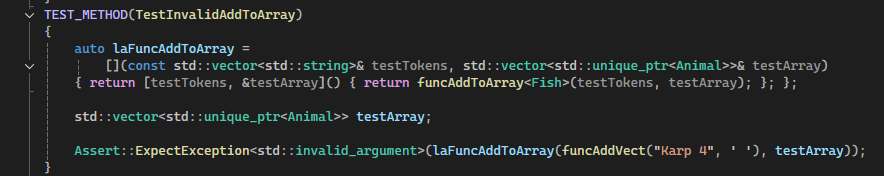 TEST_METHOD(TestInvalidAddToArray)
{
auto laFuncAddToArray =
[](const std::vector<std::string>& testTokens, std::vector<std::unique_ptr<Animal>>& testArray)
{ return [testTokens, &testArray]() { return funcAddToArray<Fish>(testTokens, testArray); }; };
std::vector<std::unique_ptr<Animal>> testArray;
Assert::ExpectException<std::invalid_argument>(laFuncAddToArray(funcAddVect("Karp 4", ' '), testArray));
}